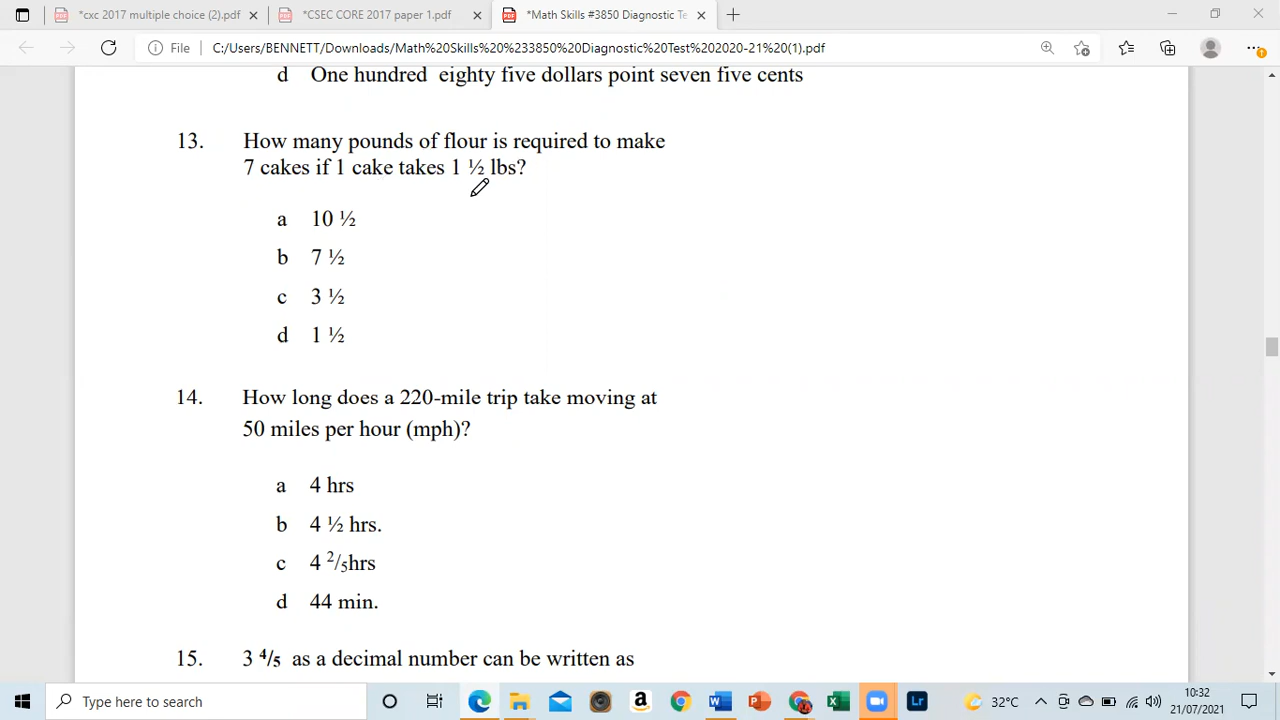 *cxc 2017 multiple choice (2).pdf
*CSEC CORE 2017 paper 1.pdf
*Math Skills #3850 Diagnostic Te
File
C:/Users/BENNETT/Downloads/Math%20Skills%20%233850%20Diagnostic%20Test%202020-21%20(1).pdf
d One hundred eighty five dollars point seven five cents
13. How many pounds of flour is required to make
7 cakes if 1 cake takes 1 ½ lbs?
a 10 ½
b 7 ½
c 3 ½
d 1 ½
14. How long does a 220-mile trip take moving at
50 miles per hour (mph)?
a 4 hrs
b 4 ½ hrs.
c 4 ²/₅hrs
d 44 min.
15. 3 ⁴/₅ as a decimal number can be written as
Type here to search
Lr
32°C
10:32
21/07/2021